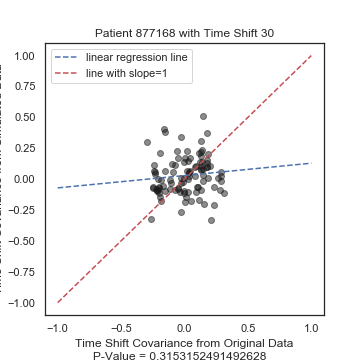 Patient 877168 with Time Shift 30
linear regression line
line with slope=1
1.00
0.75
0.50
0.25
0.00
−0.25
−0.50
−0.75
−1.00
−1.0
−0.5
0.0
0.5
1.0
Time Shift Covariance from Original Data
P-Value = 0.3153152491492628